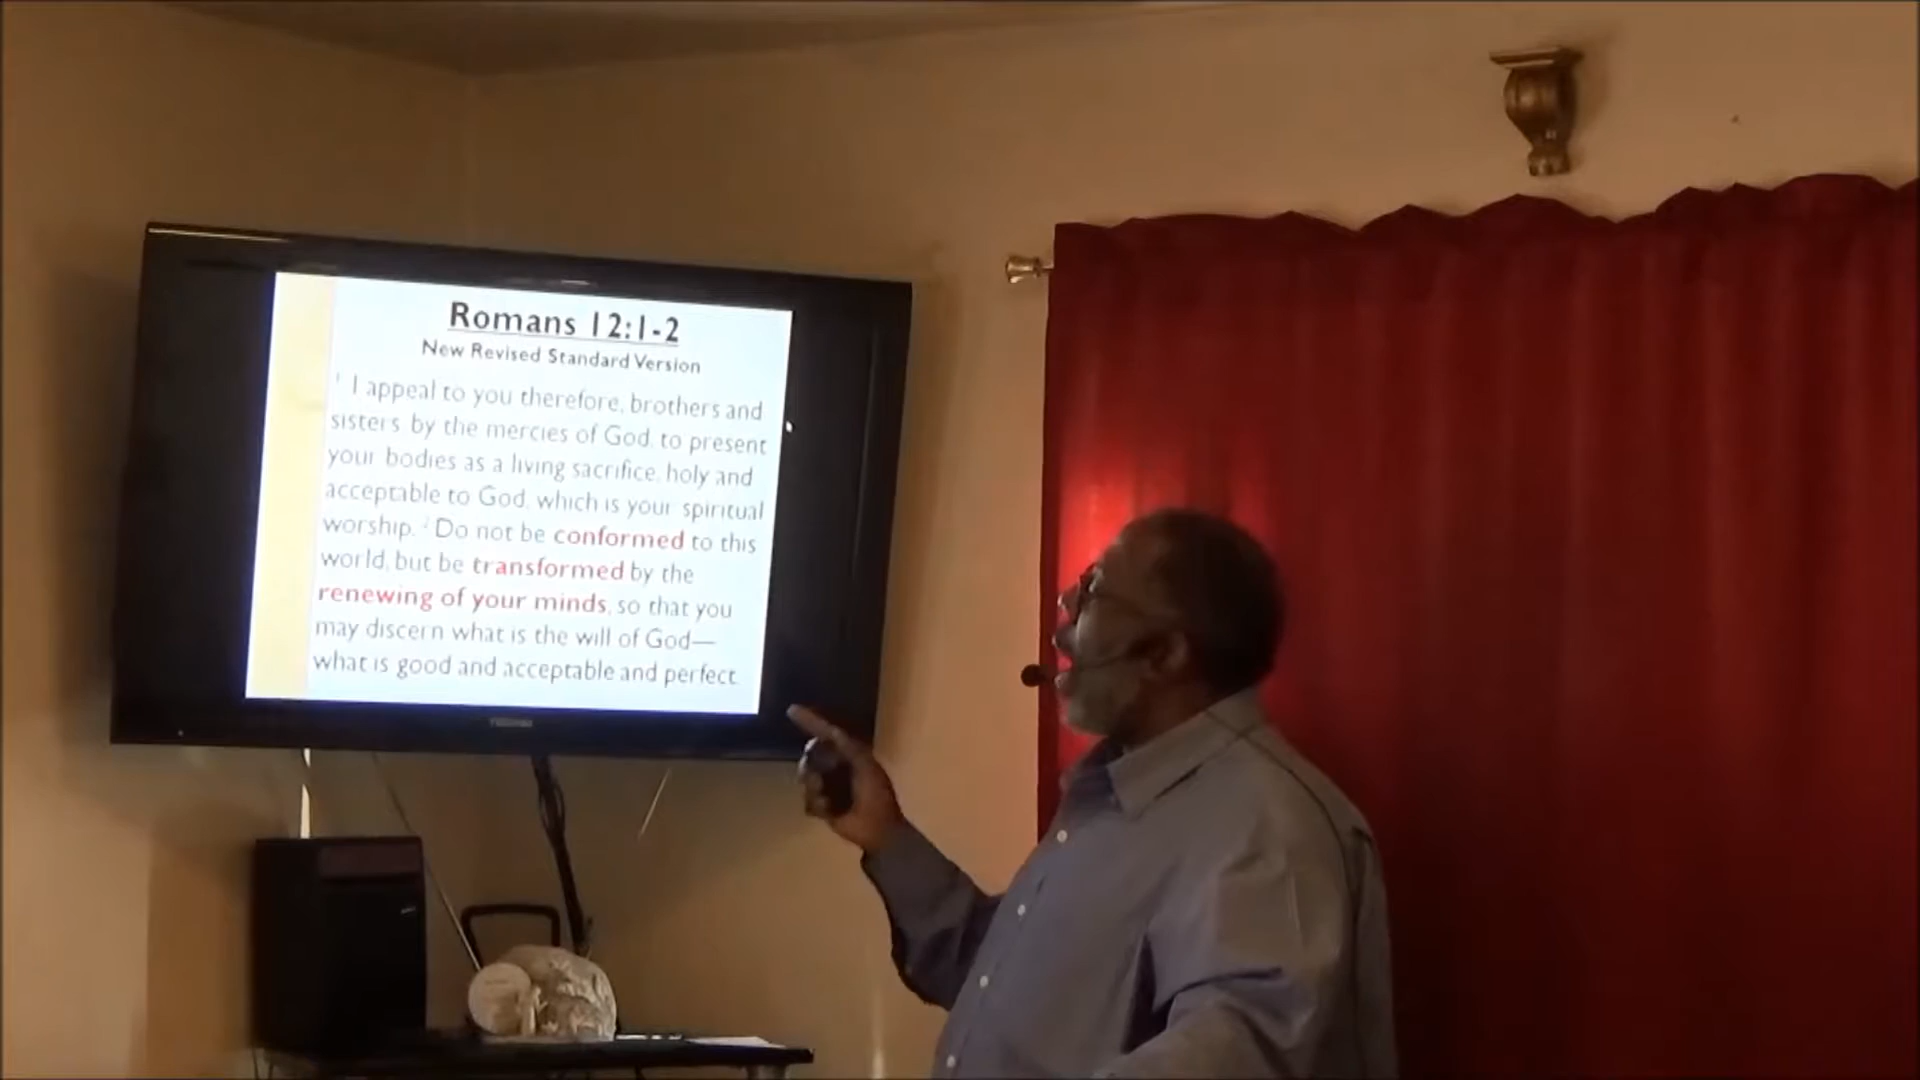 Romans 12:1-2
New Revised Standard Version
1 I appeal to you therefore, brothers and
sisters by the mercies of God, to present
your bodies as a living sacrifice, holy and
acceptable to God, which is your spiritual
worship. 2 Do not be conformed to this
world, but be transformed by the
renewing of your minds, so that you
may discern what is the will of God—
what is good and acceptable and perfect.